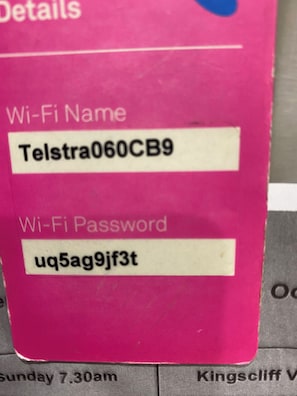 Details
Wi-Fi Name
Telstra060CB9
Wi-Fi Password
uq5ag9jf3t
sunday 7.30am
Kingscliff